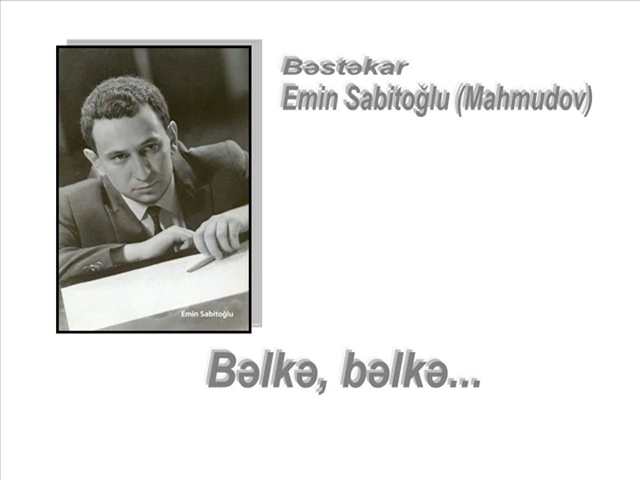 Bəstəkar
Emin Sabitoğlu (Mahmudov)
Emin Sabitoğlu
Bəlkə, bəlkə...